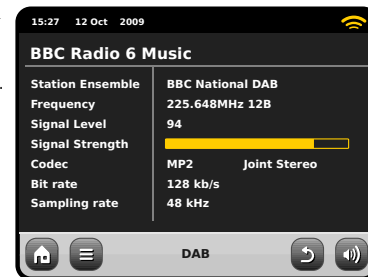 15:27 12 Oct 2009
BBC Radio 6 Music
Station Ensemble BBC National DAB
Frequency 225.648MHz 12B
Signal Level 94
Signal Strength
Codec MP2 Joint Stereo
Bit rate 128 kb/s
Sampling rate 48 kHz
DAB